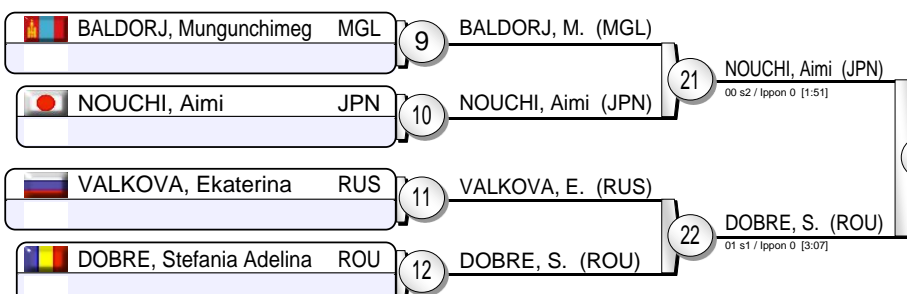 BALDORJ, Mungunchimeg MGL 9 BALDORJ, M. (MGL)
21 NOUCHI, Aimi (JPN)
00 s2 / Ippon 0 [1:51]
NOUCHI, Aimi JPN 10 NOUCHI, Aimi (JPN)
VALKOVA, Ekaterina RUS 11 VALKOVA, E. (RUS)
22 DOBRE, S. (ROU)
01 s1 / Ippon 0 [3:07]
DOBRE, Stefania Adelina ROU 12 DOBRE, S. (ROU)